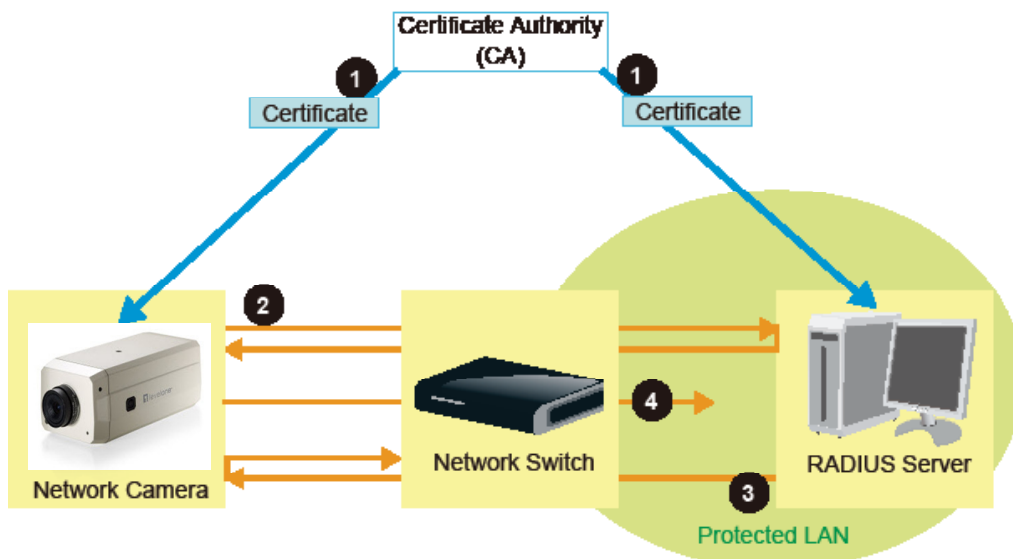 Certificate Authority
(CA)
1
1
Certificate
Certificate
2
4
Network Camera
Network Switch
RADIUS Server
3
Protected LAN